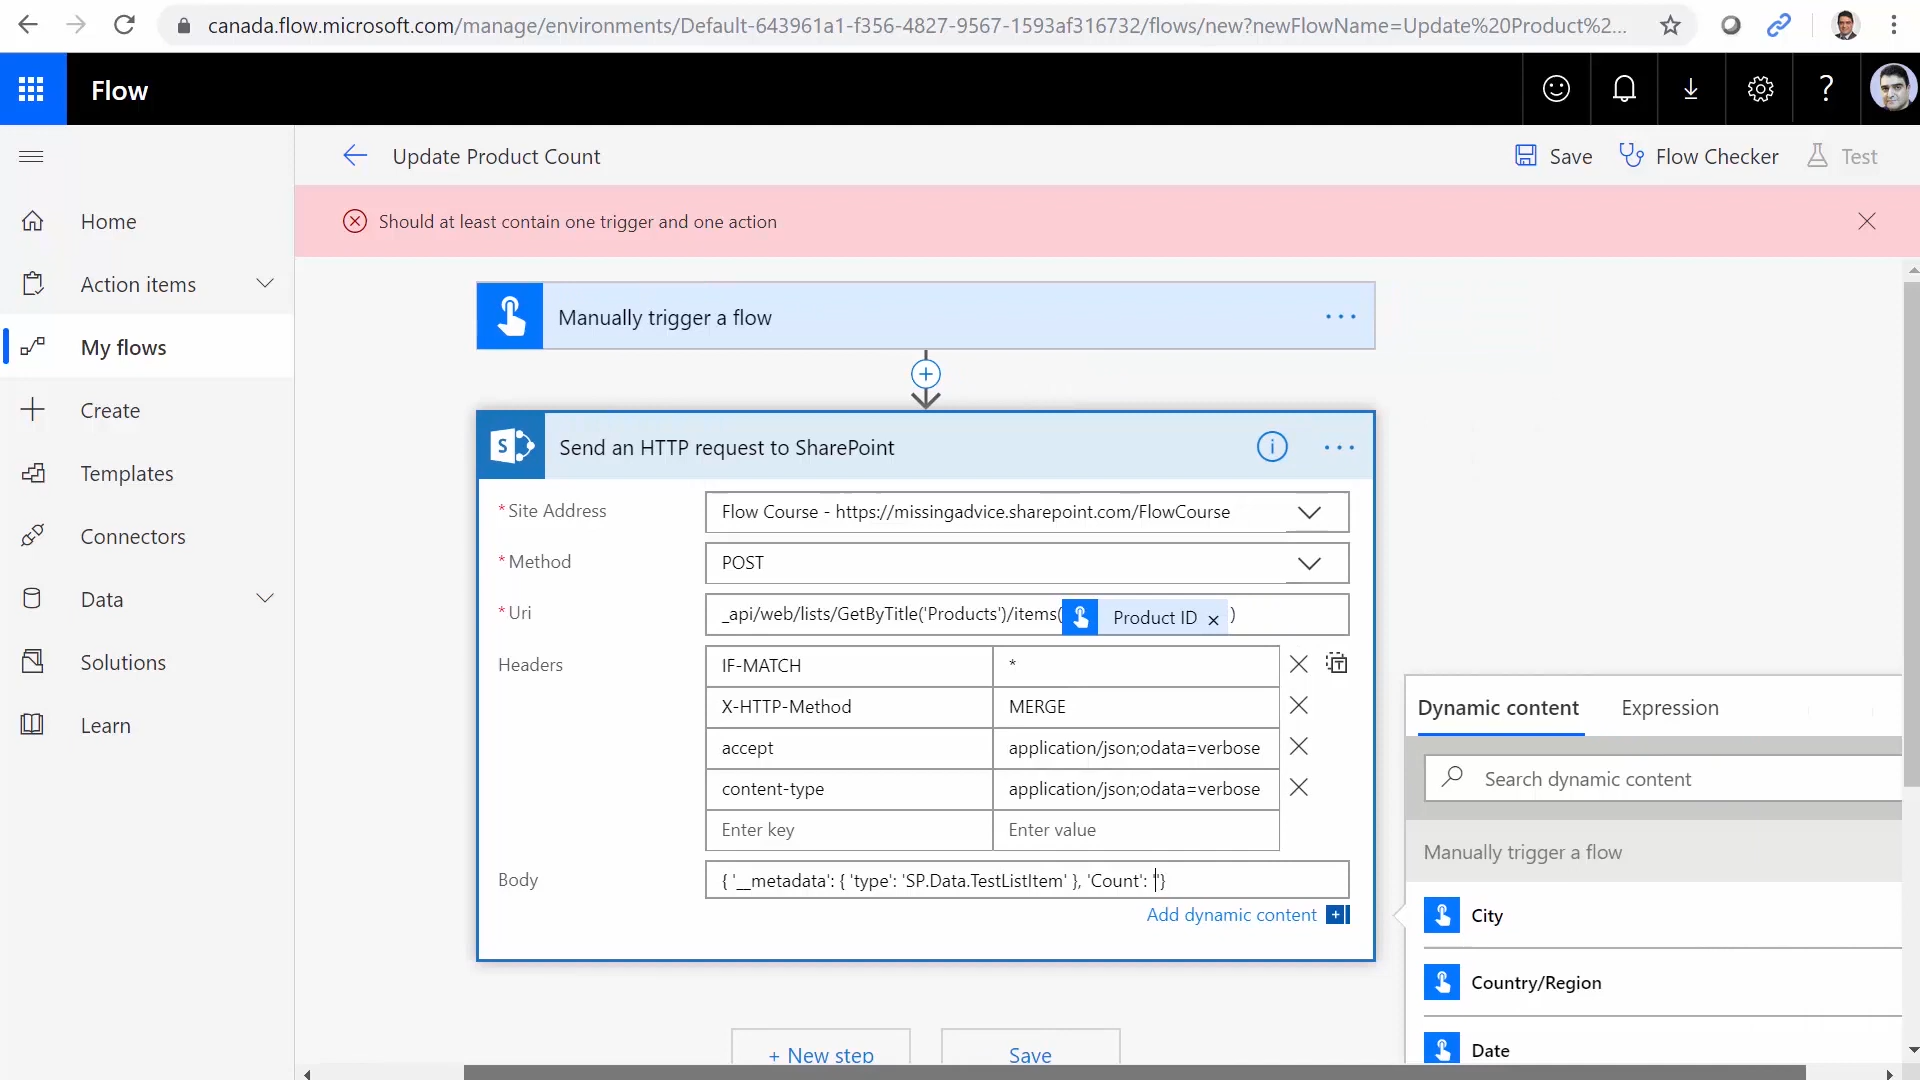 canada.flow.microsoft.com/manage/environments/Default-643961a1-f356-4827-9567-1593af316732/flows/new?newFlowName=Update%20Product%2...
Flow
?
Update Product Count
Save
Flow Checker
Test
Should at least contain one trigger and one action
Home
Action items
My flows
Create
Templates
Connectors
Data
Solutions
Learn
Manually trigger a flow
S
Send an HTTP request to SharePoint
*Site Address
Flow Course - https://missingadvice.sharepoint.com/FlowCourse
*Method
POST
*Uri
_api/web/lists/GetByTitle('Products')/items( Product ID × )
Headers
IF-MATCH
*
X-HTTP-Method
MERGE
accept
application/json;odata=verbose
content-type
application/json;odata=verbose
Enter key
Enter value
Body
{ '__metadata': { 'type': 'SP.Data.TestListItem' }, 'Count': ''}
Add dynamic content
+ New step
Save
Dynamic content
Expression
Search dynamic content
Manually trigger a flow
City
Country/Region
Date